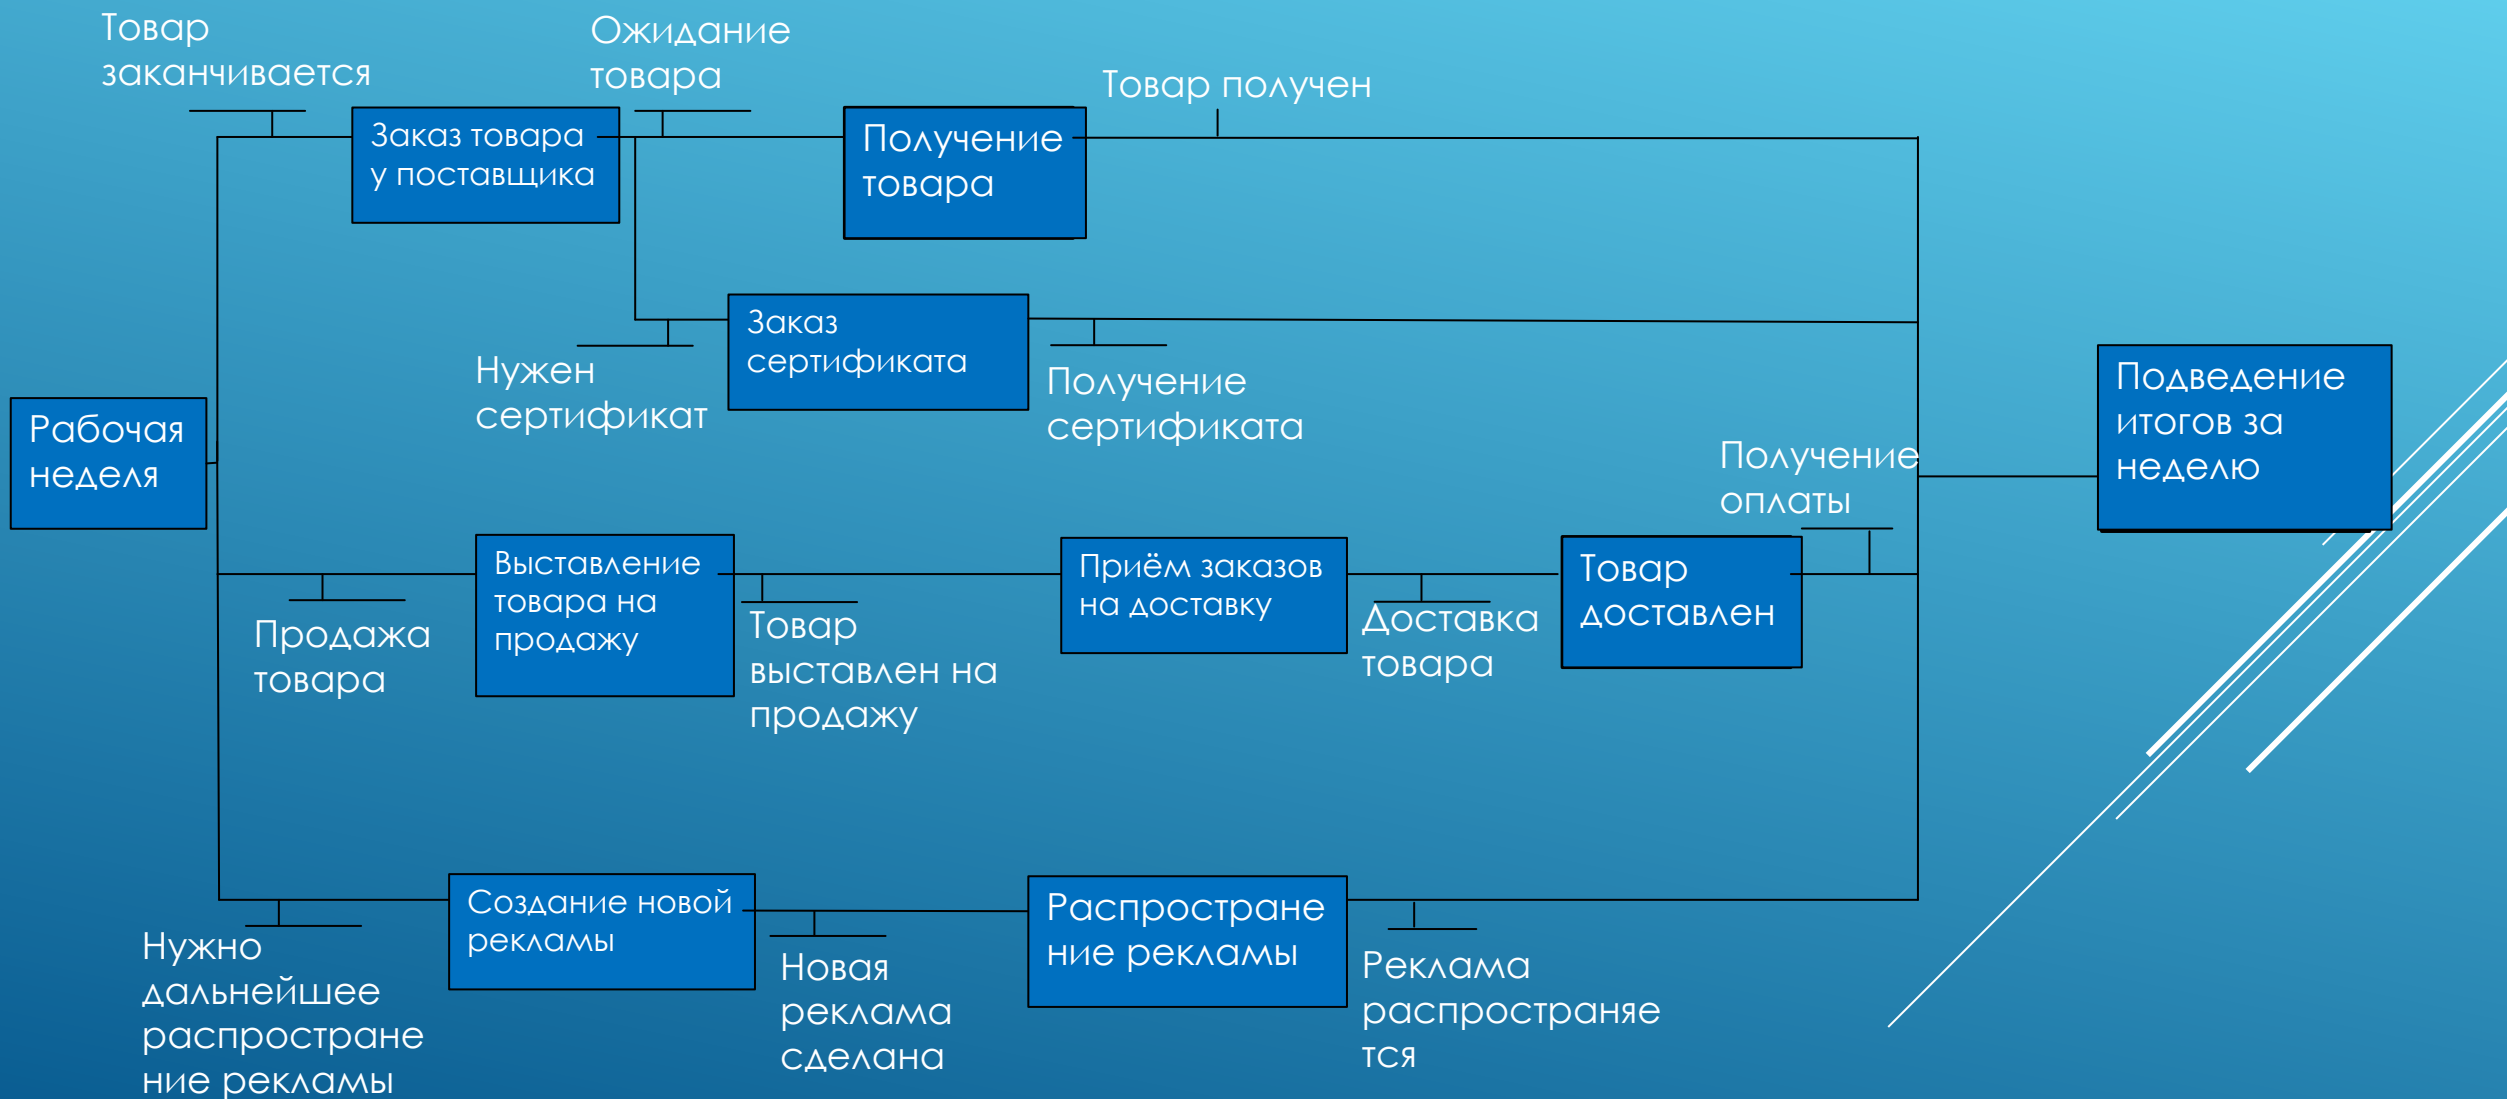 Товар
заканчивается
Ожидание
товара
Товар получен
Заказ товара
у поставщика
Получение
товара
Заказ
сертификата
Нужен
сертификат
Получение
сертификата
Рабочая
неделя
Подведение
итогов за
неделю
Получение
оплаты
Выставление
товара на
продажу
Приём заказов
на доставку
Товар
доставлен
Продажа
товара
Товар
выставлен на
продажу
Доставка
товара
Создание новой
рекламы
Распростране
ние рекламы
Нужно
дальнейшее
распростране
ние рекламы
Новая
реклама
сделана
Реклама
распространяе
тся